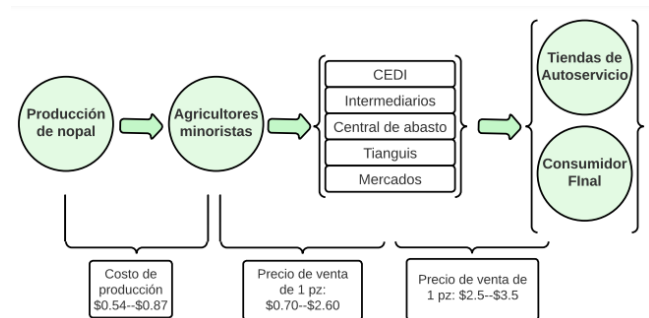 Producción
de nopal
Agricultores
minoristas
CEDI
Intermediarios
Central de abasto
Tianguis
Mercados
Tiendas de
Autoservicio
Consumidor
FInal
Costo de
producción
$0.54--$0.87
Precio de venta
de 1 pz:
$0.70--$2.60
Precio de venta de
1 pz: $2.5--$3.5